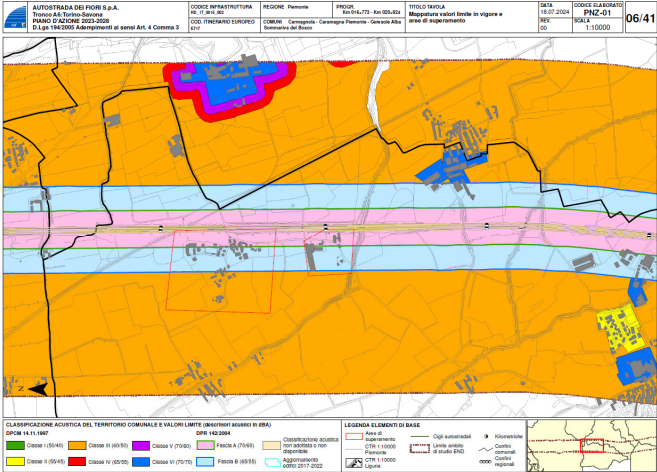 AUTOSTRADA DEI FIORI S.p.A.
Tronco A6: Torino-Savona
PIANO D'AZIONE 2023-2028
D.Lgs 194/2005 Adempimenti ai sensi Art. 4 Comma 3
CODICE INFRASTRUTTURA
COD. ITINERARIO EUROPEO
E717
REGIONE Piemonte
PROGR.
COMUNI Carmagnola - Caramagna Piemonte - Ceresole Alba
Sommariva del Bosco
TITOLO TAVOLA
Mappatura valori limite in vigore e
aree di superamento
DATA
18.07.2024
REV.
00
CODICE ELABORATO
PNZ-01
SCALA
1:10000
06/41
N
CLASSIFICAZIONE ACUSTICA DEL TERRITORIO COMUNALE E VALORI LIMITE (descrittori acustici in dBA)
DPCM 14.11.1997
DPR 142/2004
Classe I (50/40)
Classe III (60/50)
Classe V (70/60)
Fascia A (70/60)
Classificazione acustica
non adottata o non
disponibile
Classe II (55/45)
Classe IV (65/55)
Classe VI (70/70)
Fascia B (65/55)
Aggiornamento
edifici 2017-2022
LEGENDA ELEMENTI DI BASE
Aree di
superamento
CTR 1:10000
Piemonte
CTR 1:10000
Liguria
Cigli autostradali
Limite ambito
di studio END
Kilometriche
Confini
comunali
Confini
regionali